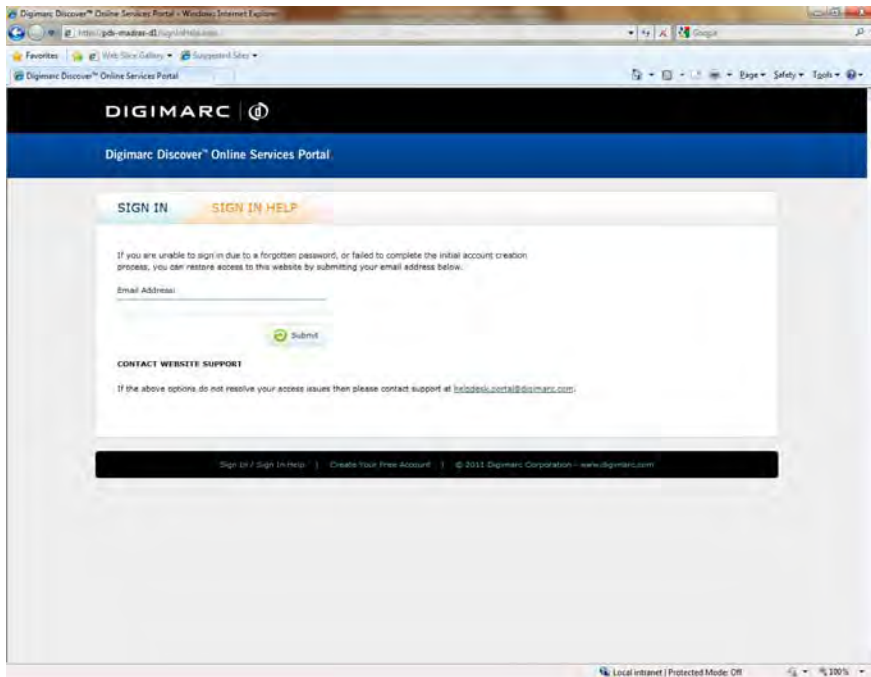 Digimarc Discover™ Online Services Portal - Windows Internet Explorer
pds-madras-d1/
Google
Favorites Web Slice Gallery Suggested Sites
Digimarc Discover™ Online Services Portal
Page Safety Tools
DIGIMARC
Digimarc Discover™ Online Services Portal
SIGN IN SIGN IN HELP
If you are unable to sign in due to a forgotten password, or failed to complete the initial account creation
process, you can restore access to this website by submitting your email address below.
Email Address:
Submit
CONTACT WEBSITE SUPPORT
If the above options do not resolve your access issues then please contact support at helpdesk.portal@digimarc.com.
Sign In / Sign In Help | Create Your Free Account | © 2011 Digimarc Corporation - www.digimarc.com
Local intranet | Protected Mode: Off 100%